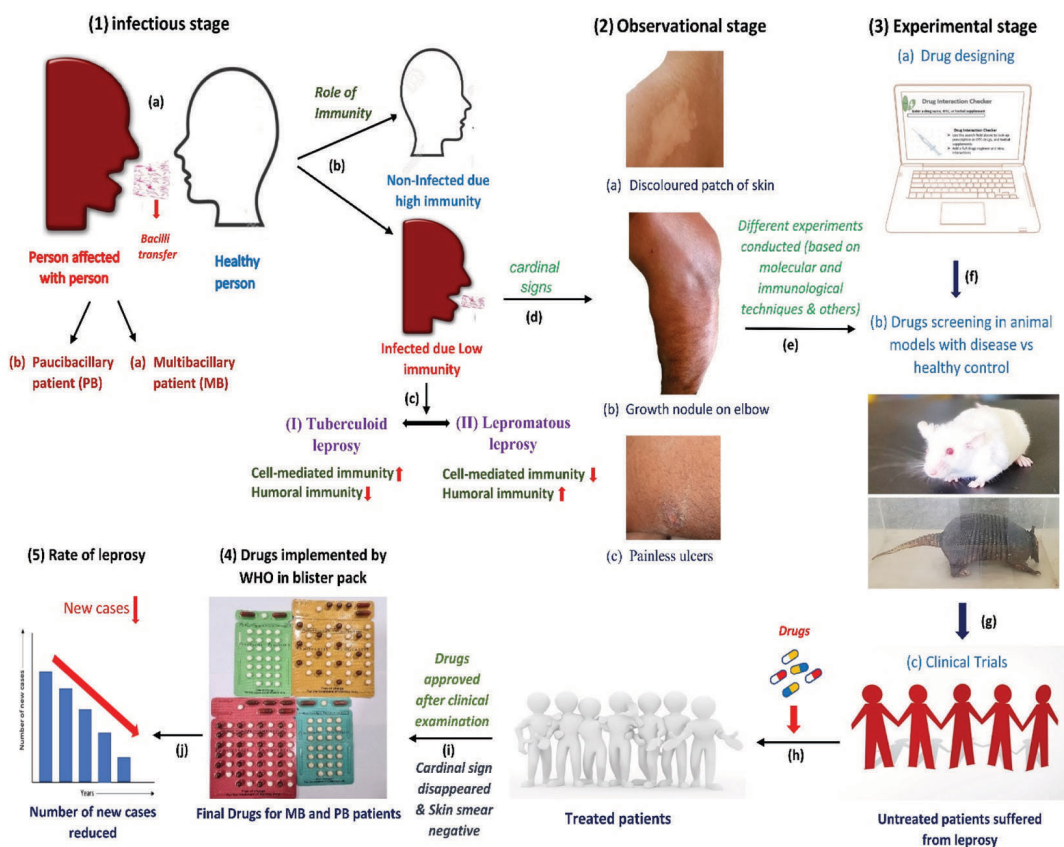 (1) infectious stage
(a)
Bacilli
transfer
Person affected
with person
Healthy
person
(b) Paucibacillary
patient (PB)
(a) Multibacillary
patient (MB)
Role of
Immunity
(b)
Non-Infected due
high immunity
Infected due Low
immunity
(c)
(I) Tuberculoid
leprosy
Cell-mediated immunity
Humoral immunity
(II) Lepromatous
leprosy
Cell-mediated immunity
Humoral immunity
cardinal
signs
(d)
(2) Observational stage
(a) Discoloured patch of skin
(b) Growth nodule on elbow
(c) Painless ulcers
Different experiments
conducted (based on
molecular and
immunological
techniques & others)
(e)
(3) Experimental stage
(a) Drug designing
Drug Interaction Checker
Drug Interaction Checker
(f)
(b) Drugs screening in animal
models with disease vs
healthy control
(g)
(c) Clinical Trials
Untreated patients suffered
from leprosy
Drugs
(h)
Treated patients
Drugs
approved
after clinical
examination
(i)
Cardinal sign
disappeared
& Skin smear
negative
(4) Drugs implemented by
WHO in blister pack
Final Drugs for MB and PB patients
(j)
(5) Rate of leprosy
New cases
Number of new cases
Years
Number of new cases
reduced